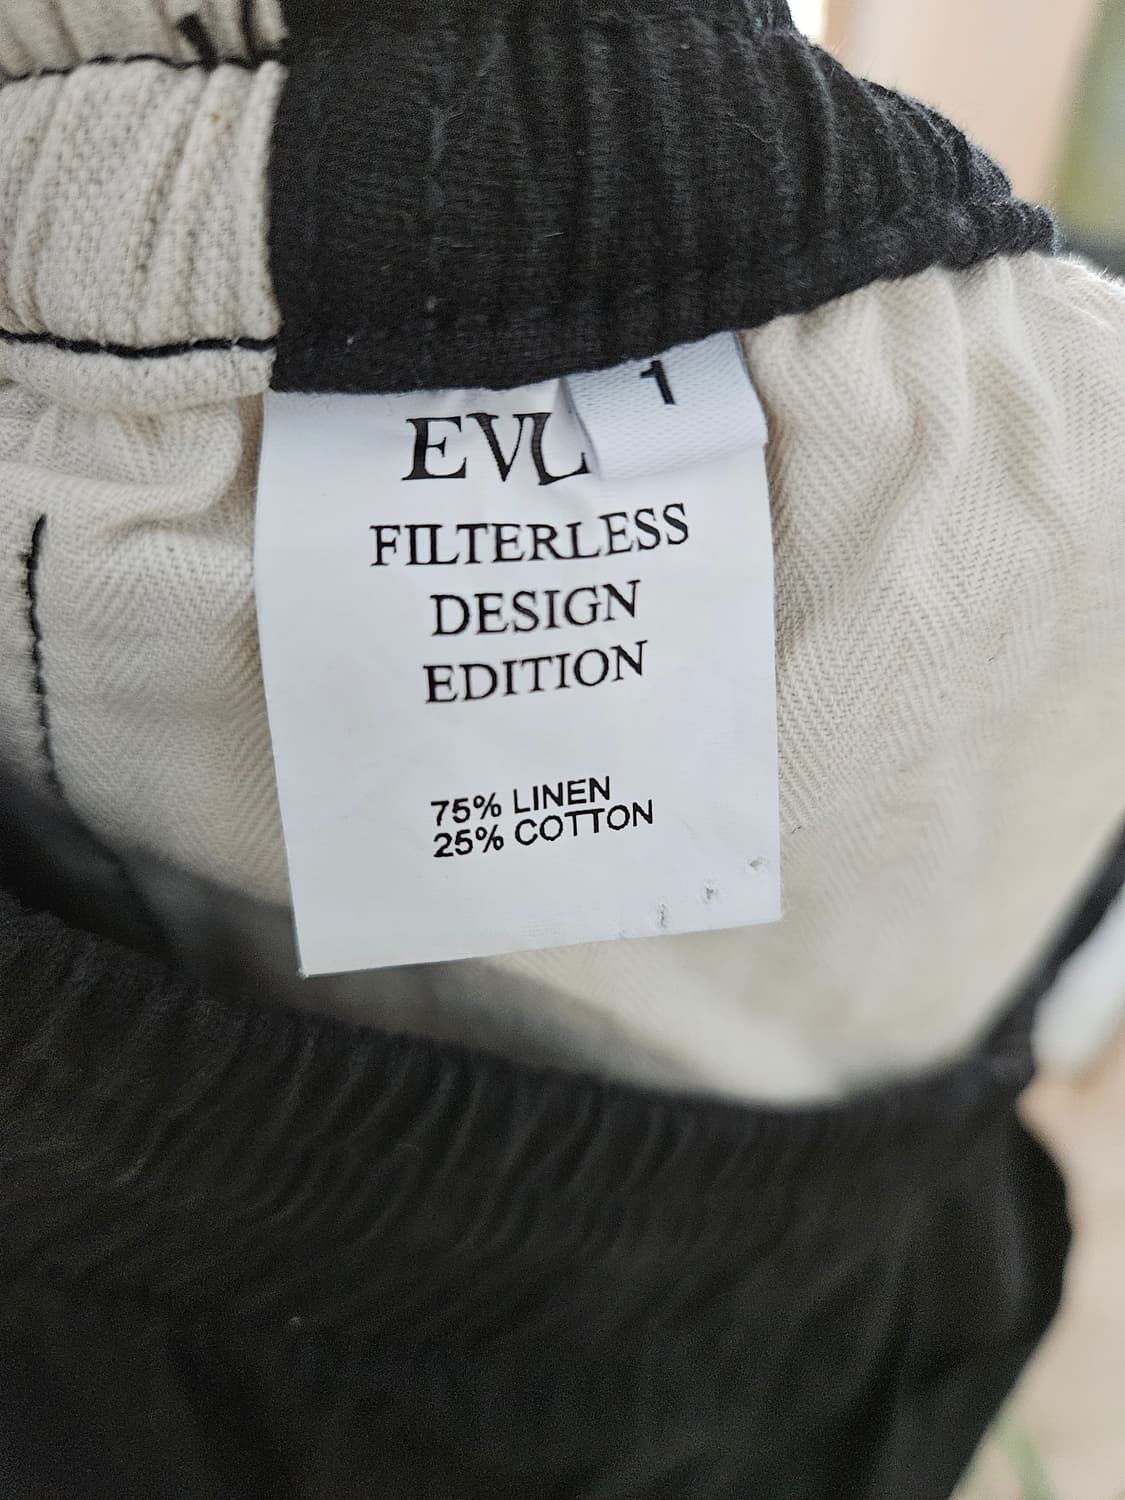 1
EVL
FILTERLESS
DESIGN
EDITION
75% LINEN
25% COTTON